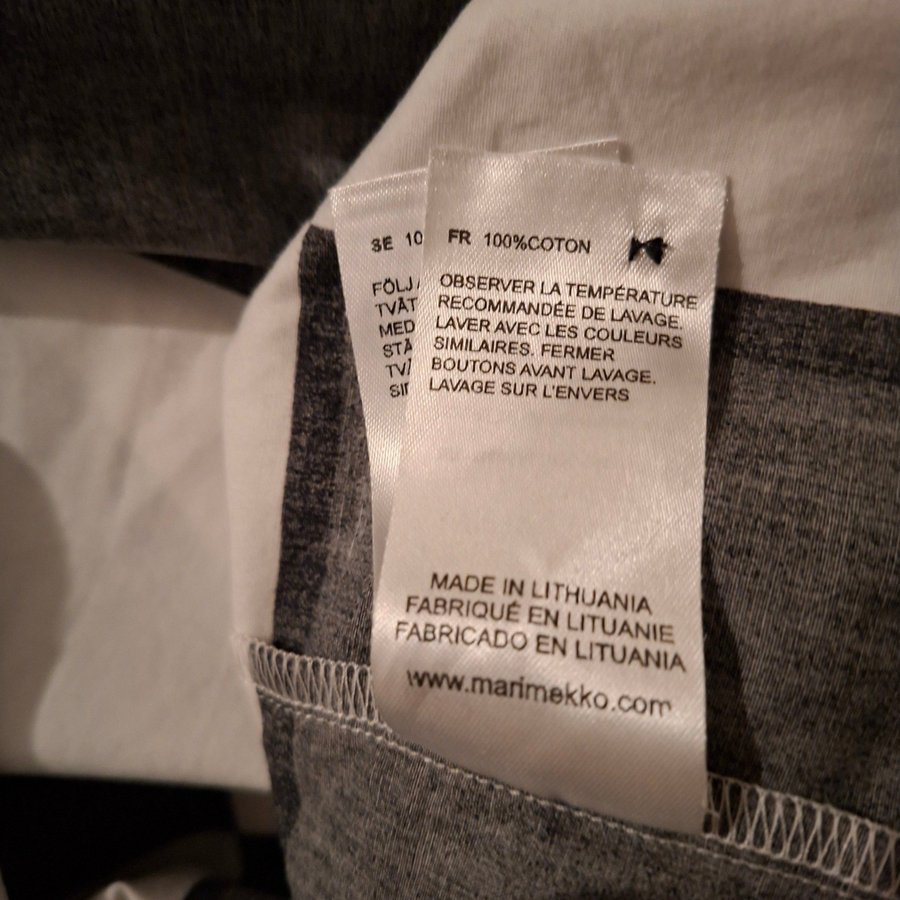 SE 10
FÖLJ
TVÄT
MED
STÄ
TVÄ
SI
FR 100%COTON
OBSERVER LA TEMPÉRATURE
RECOMMANDÉE DE LAVAGE.
LAVER AVEC LES COULEURS
SIMILAIRES. FERMER
BOUTONS AVANT LAVAGE.
LAVAGE SUR L'ENVERS
MADE IN LITHUANIA
FABRIQUÉ EN LITUANIE
FABRICADO EN LITUANIA
www.marimekko.com